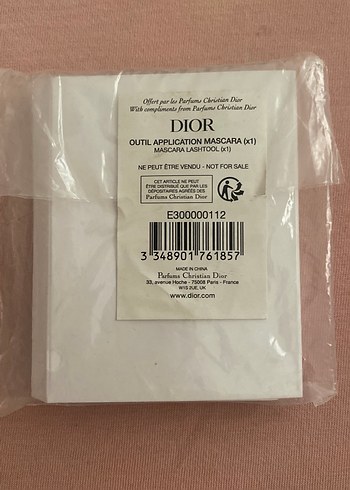 Offert par les Parfums Christian Dior
With compliments from Parfums Christian Dior
DIOR
OUTIL APPLICATION MASCARA (x1)
MASCARA LASHTOOL (x1)
NE PEUT ÊTRE VENDU - NOT FOR SALE
CET ARTICLE NE PEUT
ÊTRE DISTRIBUÉ QUE PAR LES
DÉPOSITAIRES AGRÉÉS DES
Parfums Christian Dior
E300000112
3 348901 761857
MADE IN CHINA
Parfums Christian Dior
33, avenue Hoche - 75008 Paris - France
W1S 2UE, UK
www.dior.com